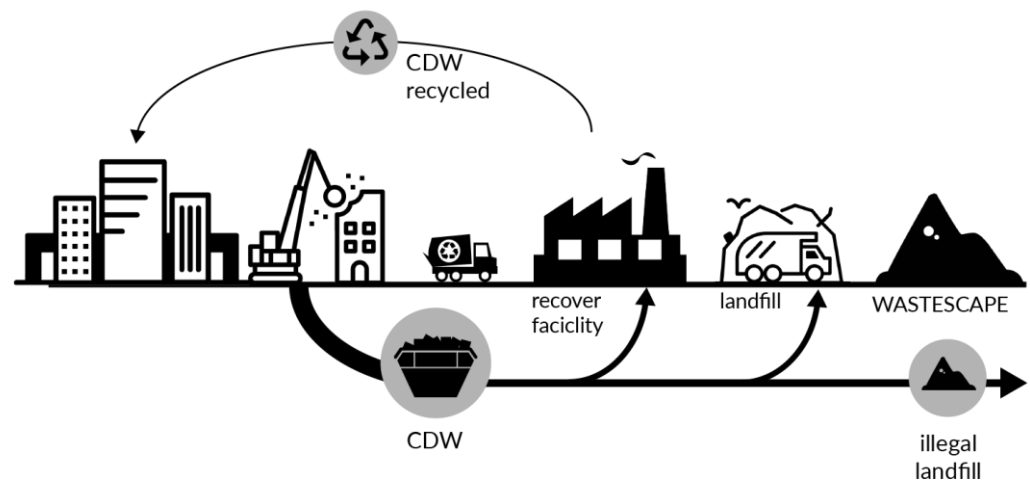 CDW
recycled
recover
faciclity
landfill
WASTESCAPE
CDW
illegal
landfill